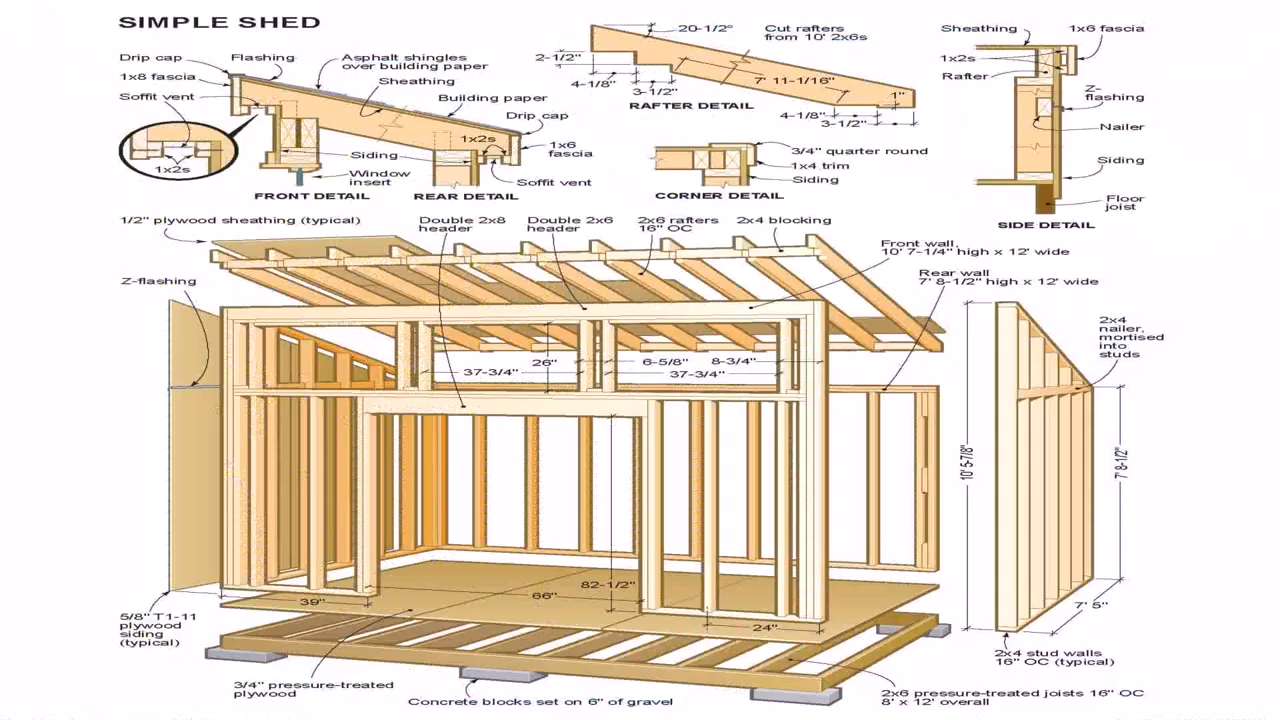 SIMPLE SHED
Drip cap
Flashing
Asphalt shingles
over building paper
1x8 fascia
Sheathing
Soffit vent
Building paper
Drip cap
1x2s
1x6
fascia
Siding
1x2s
Window
insert
Soffit vent
FRONT DETAIL
REAR DETAIL
20-1/2°
Cut rafters
from 10' 2x6s
2-1/2"
4-1/8"
3-1/2"
7' 11-1/16"
1"
4-1/8"
3-1/2"
RAFTER DETAIL
3/4" quarter round
1x4 trim
Siding
CORNER DETAIL
Sheathing
1x6 fascia
1x2s
Rafter
Z-
flashing
Nailer
Siding
Floor
joist
SIDE DETAIL
1/2" plywood sheathing (typical)
Double 2x8
header
Double 2x6
header
2x6 rafters
16" OC
2x4 blocking
Front wall,
10' 7-1/4" high x 12' wide
Rear wall
7' 8-1/2" high x 12' wide
Z-flashing
2x4
nailer,
mortised
into
studs
26"
6-5/8"
8-3/4"
37-3/4"
37-3/4"
10' 5-7/8"
7' 8-1/2"
82-1/2"
66"
39"
24"
7' 5"
5/8" T1-11
plywood
siding
(typical)
2x4 stud walls
16" OC (typical)
3/4" pressure-treated
plywood
Concrete blocks set on 6" of gravel
2x6 pressure-treated joists 16" OC
8' x 12' overall